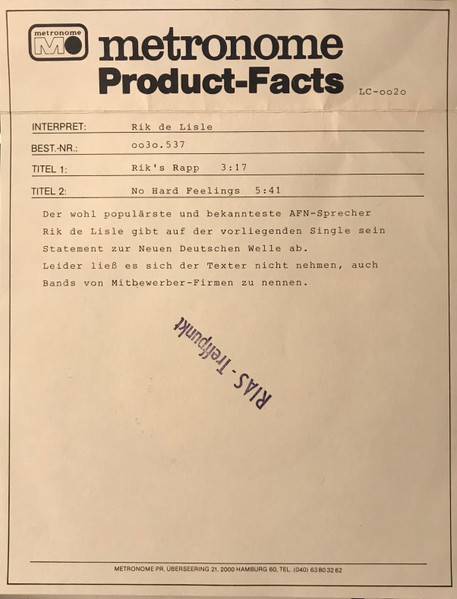 metronome
metronome
Product-Facts
LC-oo2o
INTERPRET: Rik de Lisle
BEST.-NR.: oo3o.537
TITEL 1: Rik's Rapp 3:17
TITEL 2: No Hard Feelings 5:41
Der wohl populärste und bekannteste AFN-Sprecher
Rik de Lisle gibt auf der vorliegenden Single sein
Statement zur Neuen Deutschen Welle ab.
Leider ließ es sich der Texter nicht nehmen, auch
Bands von Mitbewerber-Firmen zu nennen.
RIAS - Treffpunkt
METRONOME PR, ÜBERSEERING 21, 2000 HAMBURG 60, TEL. (040) 63 80 32 62